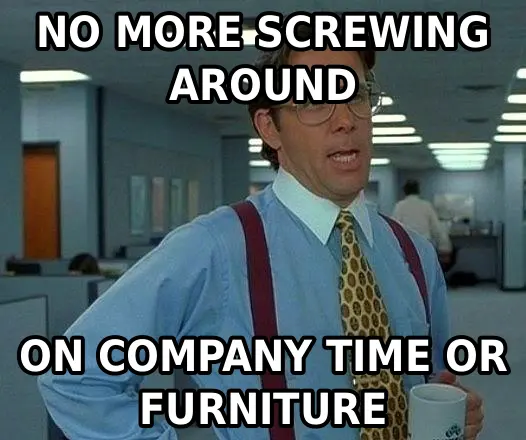 NO MORE SCREWING
AROUND
ON COMPANY TIME OR
FURNITURE